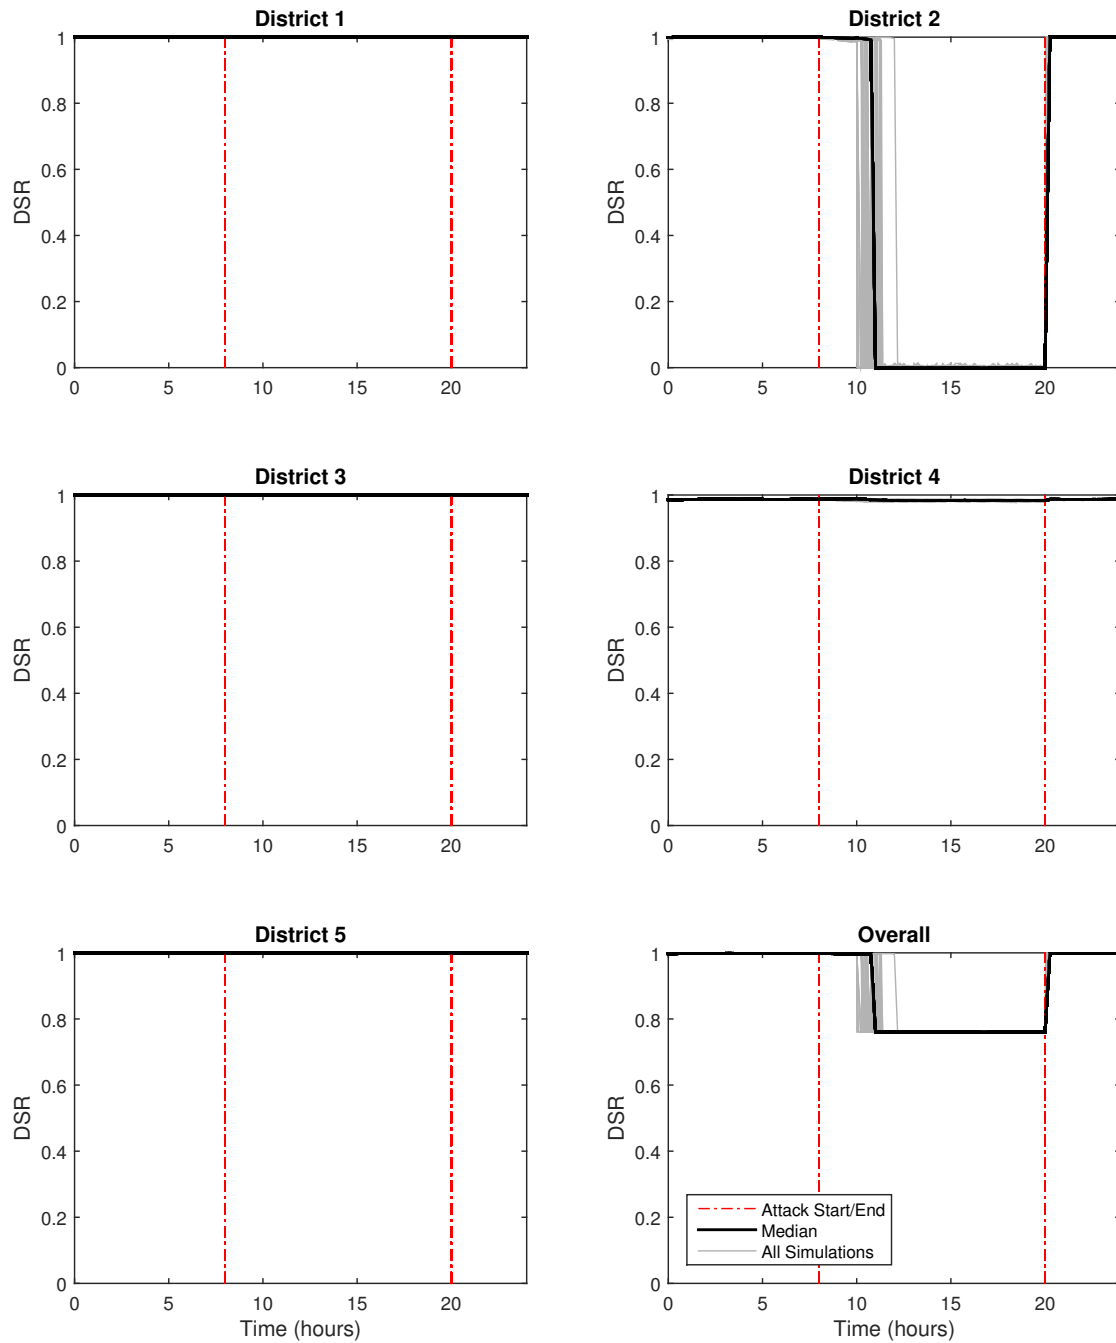 District 1
DSR
1
0.8
0.6
0.4
0.2
0
0 5 10 15 20
District 2
DSR
1
0.8
0.6
0.4
0.2
0
0 5 10 15 20
District 3
DSR
1
0.8
0.6
0.4
0.2
0
0 5 10 15 20
District 4
DSR
1
0.8
0.6
0.4
0.2
0
0 5 10 15 20
District 5
DSR
1
0.8
0.6
0.4
0.2
0
0 5 10 15 20
Time (hours)
Overall
DSR
1
0.8
0.6
0.4
0.2
0
Attack Start/End
Median
All Simulations
0 5 10 15 20
Time (hours)